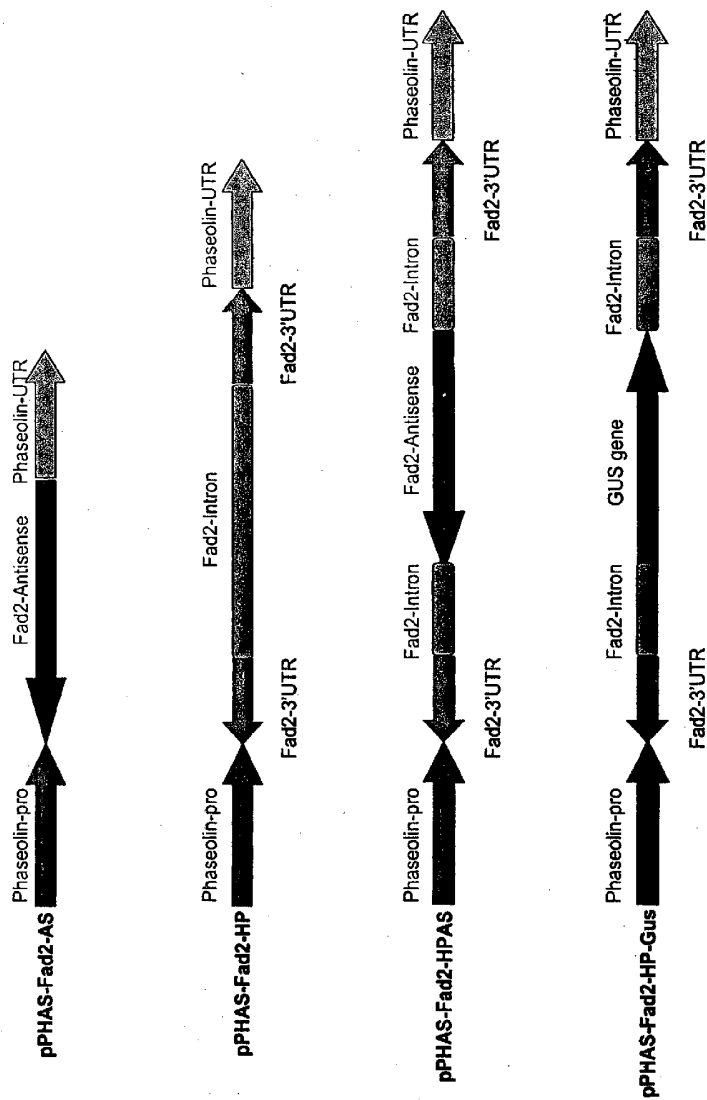 Phaseolin-pro
Fad2-Antisense
Phaseolin-UTR
pPHAS-Fad2-AS
Phaseolin-pro
Fad2-Intron
Phaseolin-UTR
Fad2-3'UTR
Fad2-3'UTR
pPHAS-Fad2-HP
Phaseolin-pro
Fad2-Intron
Fad2-Antisense
Fad2-Intron
Phaseolin-UTR
Fad2-3'UTR
Fad2-3'UTR
pPHAS-Fad2-HPAS
Phaseolin-pro
Fad2-Intron
GUS gene
Fad2-Intron
Phaseolin-UTR
Fad2-3'UTR
Fad2-3'UTR
pPHAS-Fad2-HP-Gus